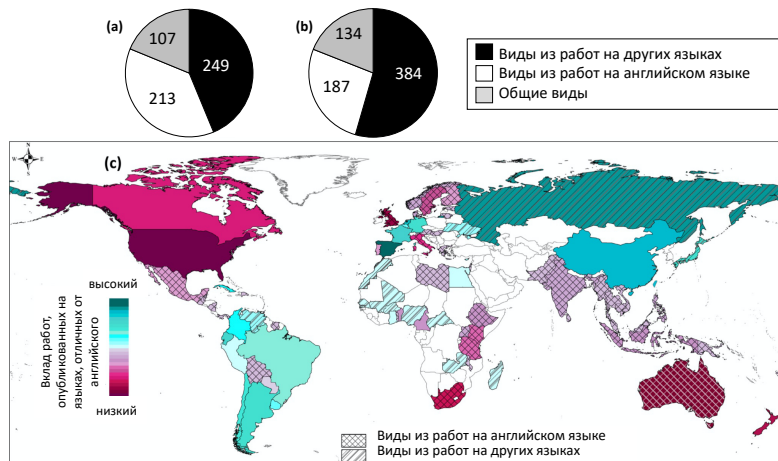 (a)
107
249
213
(b)
134
384
187
Виды из работ на других языках
Виды из работ на английском языке
Общие виды
(c)
N
W
E
S
высокий
Вклад работ,
опубликованных на
языках, отличных от
английского
низкий
Виды из работ на английском языке
Виды из работ на других языках